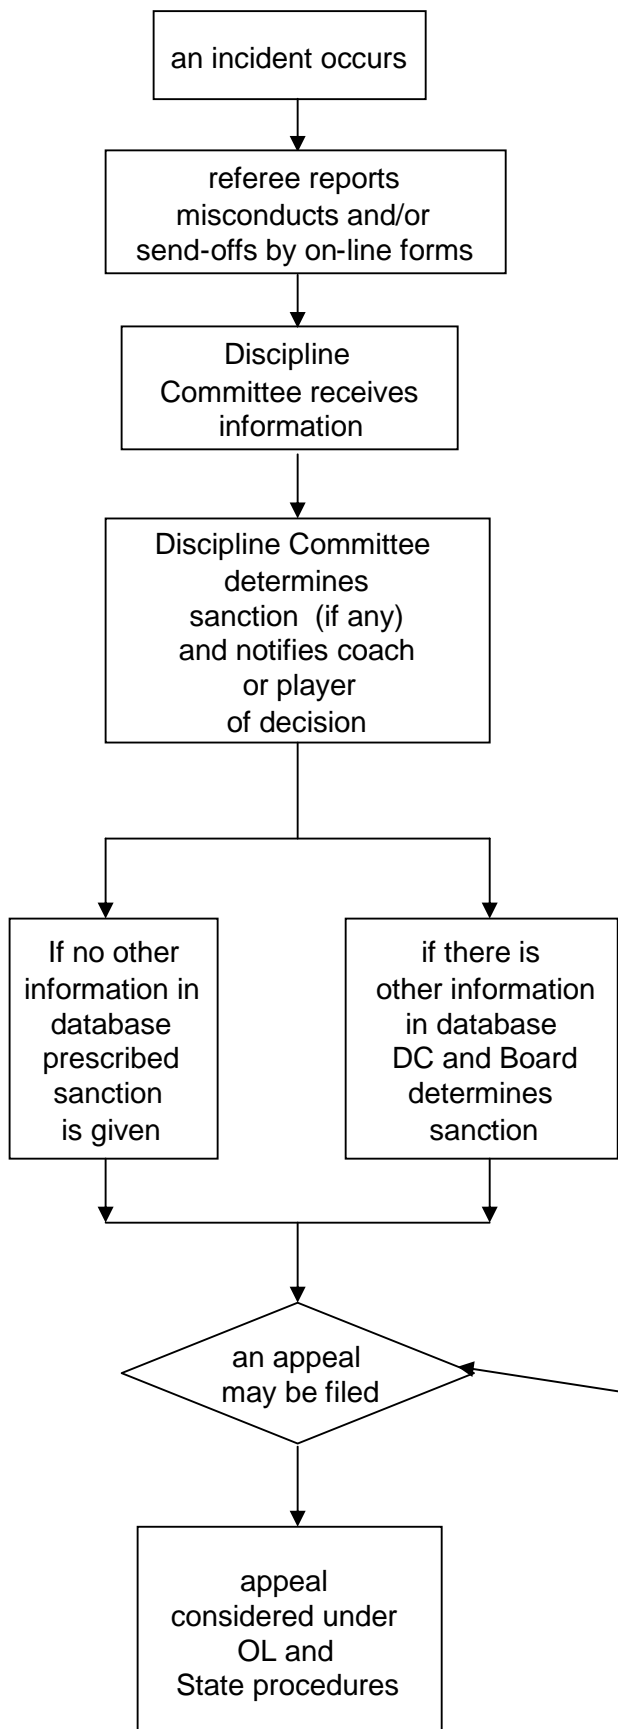 an incident occurs
referee reports
misconducts and/or
send-offs by on-line forms
Discipline
Committee receives
information
Discipline Committee
determines
sanction (if any)
and notifies coach
or player
of decision
If no other
information in
database
prescribed
sanction
is given
if there is
other information
in database
DC and Board
determines
sanction
an appeal
may be filed
appeal
considered under
OL and
State procedures